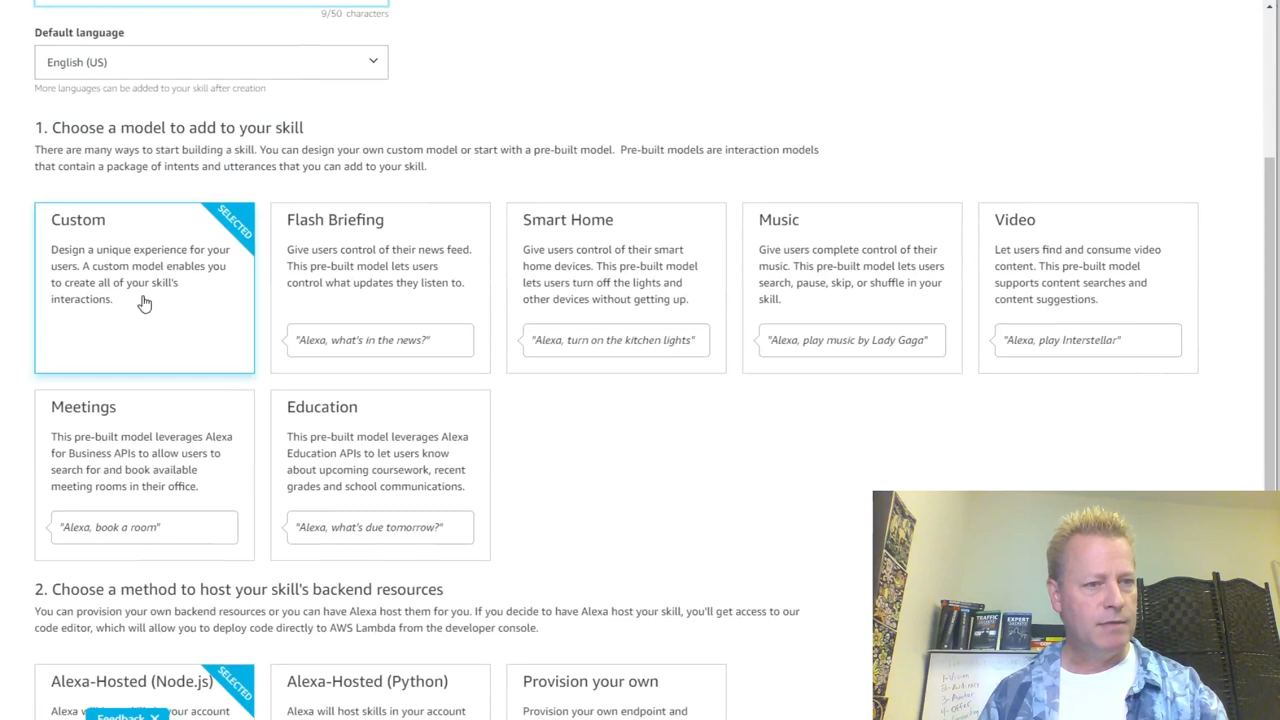 9/50 characters
Default language
English (US)
More languages can be added to your skill after creation
1. Choose a model to add to your skill
There are many ways to start building a skill. You can design your own custom model or start with a pre-built model. Pre-built models are interaction models
that contain a package of intents and utterances that you can add to your skill.
Custom
SELECTED
Design a unique experience for your
users. A custom model enables you
to create all of your skill's
interactions.
Flash Briefing
Give users control of their news feed.
This pre-built model lets users
control what updates they listen to.
"Alexa, what's in the news?"
Smart Home
Give users control of their smart
home devices. This pre-built model
lets users turn off the lights and
other devices without getting up.
"Alexa, turn on the kitchen lights"
Music
Give users complete control of their
music. This pre-built model lets users
search, pause, skip, or shuffle in your
skill.
"Alexa, play music by Lady Gaga"
Video
Let users find and consume video
content. This pre-built model
supports content searches and
content suggestions.
"Alexa, play Interstellar"
Meetings
This pre-built model leverages Alexa
for Business APIs to allow users to
search for and book available
meeting rooms in their office.
"Alexa, book a room"
Education
This pre-built model leverages Alexa
Education APIs to let users know
about upcoming coursework, recent
grades and school communications.
"Alexa, what's due tomorrow?"
2. Choose a method to host your skill's backend resources
You can provision your own backend resources or you can have Alexa host them for you. If you decide to have Alexa host your skill, you'll get access to our
code editor, which will allow you to deploy code directly to AWS Lambda from the developer console.
Alexa-Hosted (Node.js)
SELECTED
Alexa will host skills in your account
Alexa-Hosted (Python)
Alexa will host skills in your account
Provision your own
Provision your own endpoint and
Feedback
TRAFFIC
SECRETS
EXPERT
SECRETS